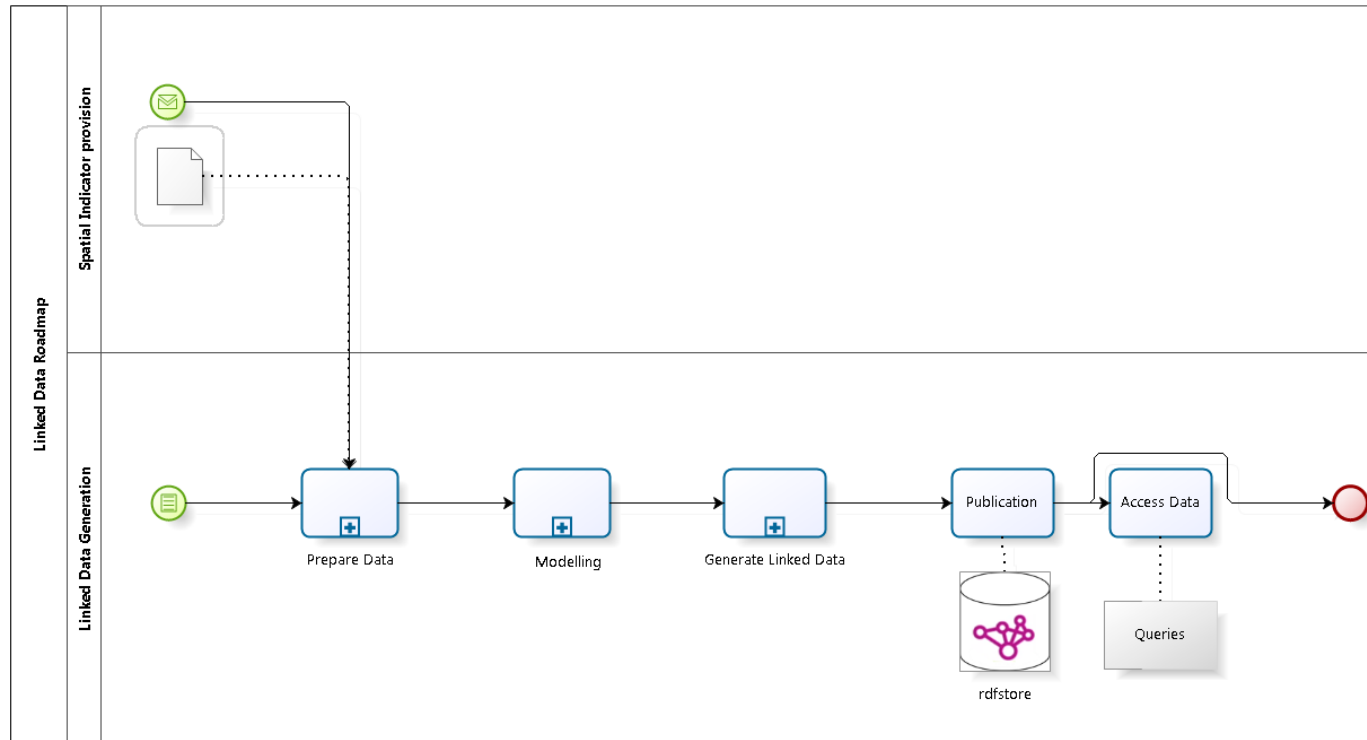 Linked Data Roadmap
Spatial Indicator provision
Linked Data Generation
Prepare Data
Modelling
Generate Linked Data
Publication
Access Data
rdfstore
Queries